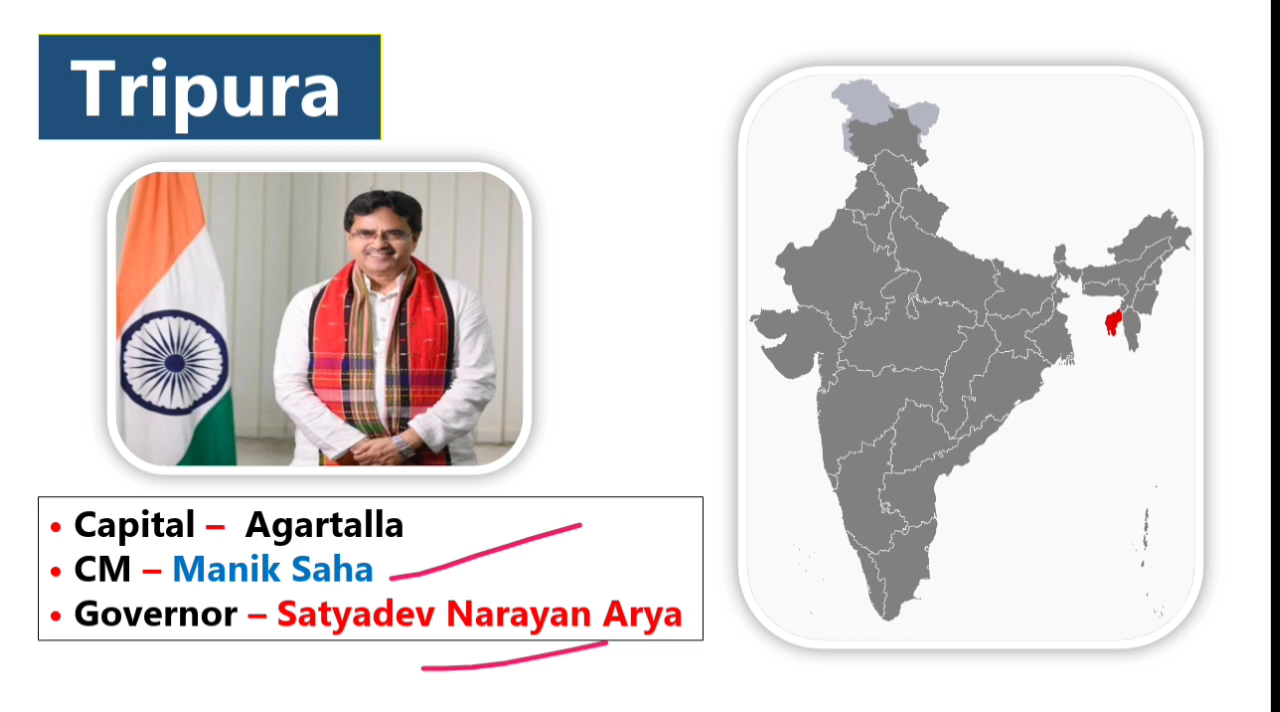 Tripura
• Capital – Agartalla
• CM – Manik Saha
• Governor – Satyadev Narayan Arya